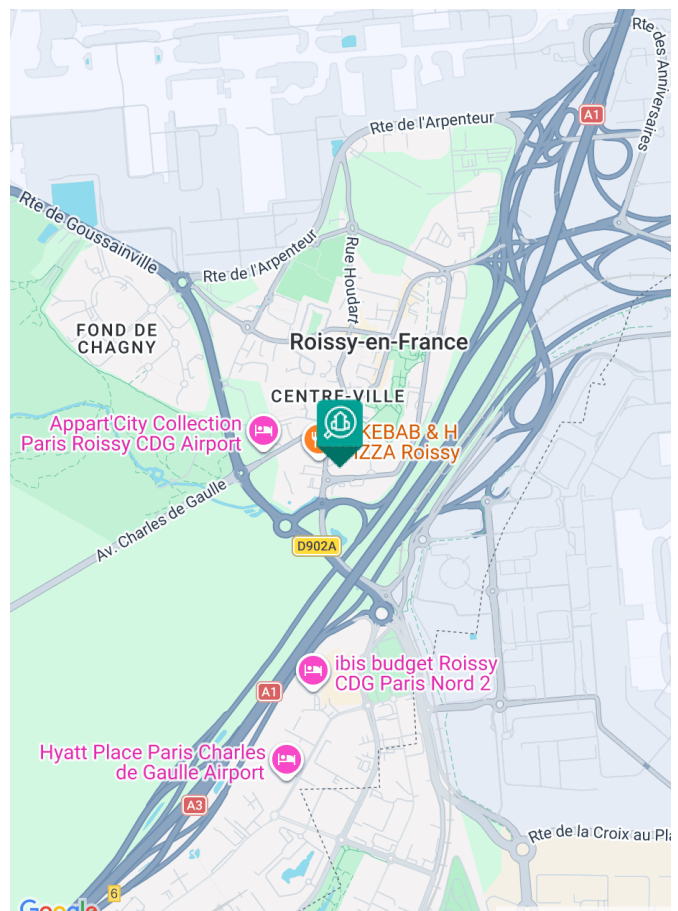 Rte des Anniversaires
A1
Rte de l'Arpenteur
Rte de Goussainville
Rte de l'Arpenteur
Rue Houdart
FOND DE
CHAGNY
Roissy-en-France
CENTRE-VILLE
Appart'City Collection
Paris Roissy CDG Airport
KEBAB & H
IZZA Roissy
Av. Charles de Gaulle
D902A
ibis budget Roissy
CDG Paris Nord 2
A1
Hyatt Place Paris Charles
de Gaulle Airport
A3
Rte de la Croix au Pla
6
Google